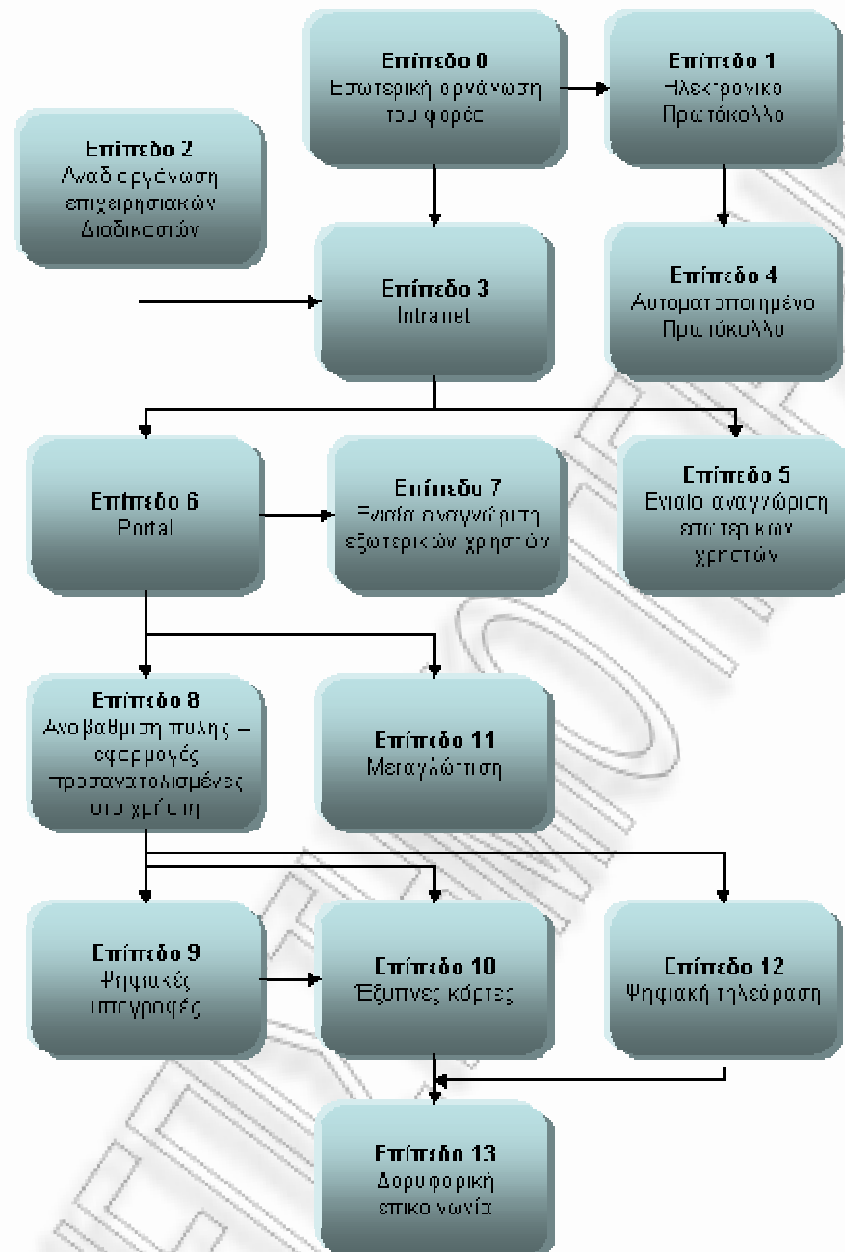 Επίπεδο 0
Εσωτερική οργάνωση
του φορέα
Επίπεδο 1
Ηλεκτρονικό
Πρωτόκολλο
Επίπεδο 2
Αναδιοργάνωση
επιχειρησιακών
Διαδικασιών
Επίπεδο 3
Intranet
Επίπεδο 4
Αυτοματοποιημένο
Πρωτόκολλο
Επίπεδο 6
Portal
Επίπεδο 7
Ενιαία αναγνώριση
εξωτερικών χρηστών
Επίπεδο 5
Ενιαία αναγνώριση
εσωτερικών
χρηστών
Επίπεδο 8
Αναβάθμιση πύλης –
εφαρμογές
προσανατολισμένες
στο χρήστη
Επίπεδο 11
Μεταγλώττιση
Επίπεδο 9
Ψηφιακές
υπογραφές
Επίπεδο 10
Έξυπνες κάρτες
Επίπεδο 12
Ψηφιακή τηλεόραση
Επίπεδο 13
Δορυφορική
επικοινωνία